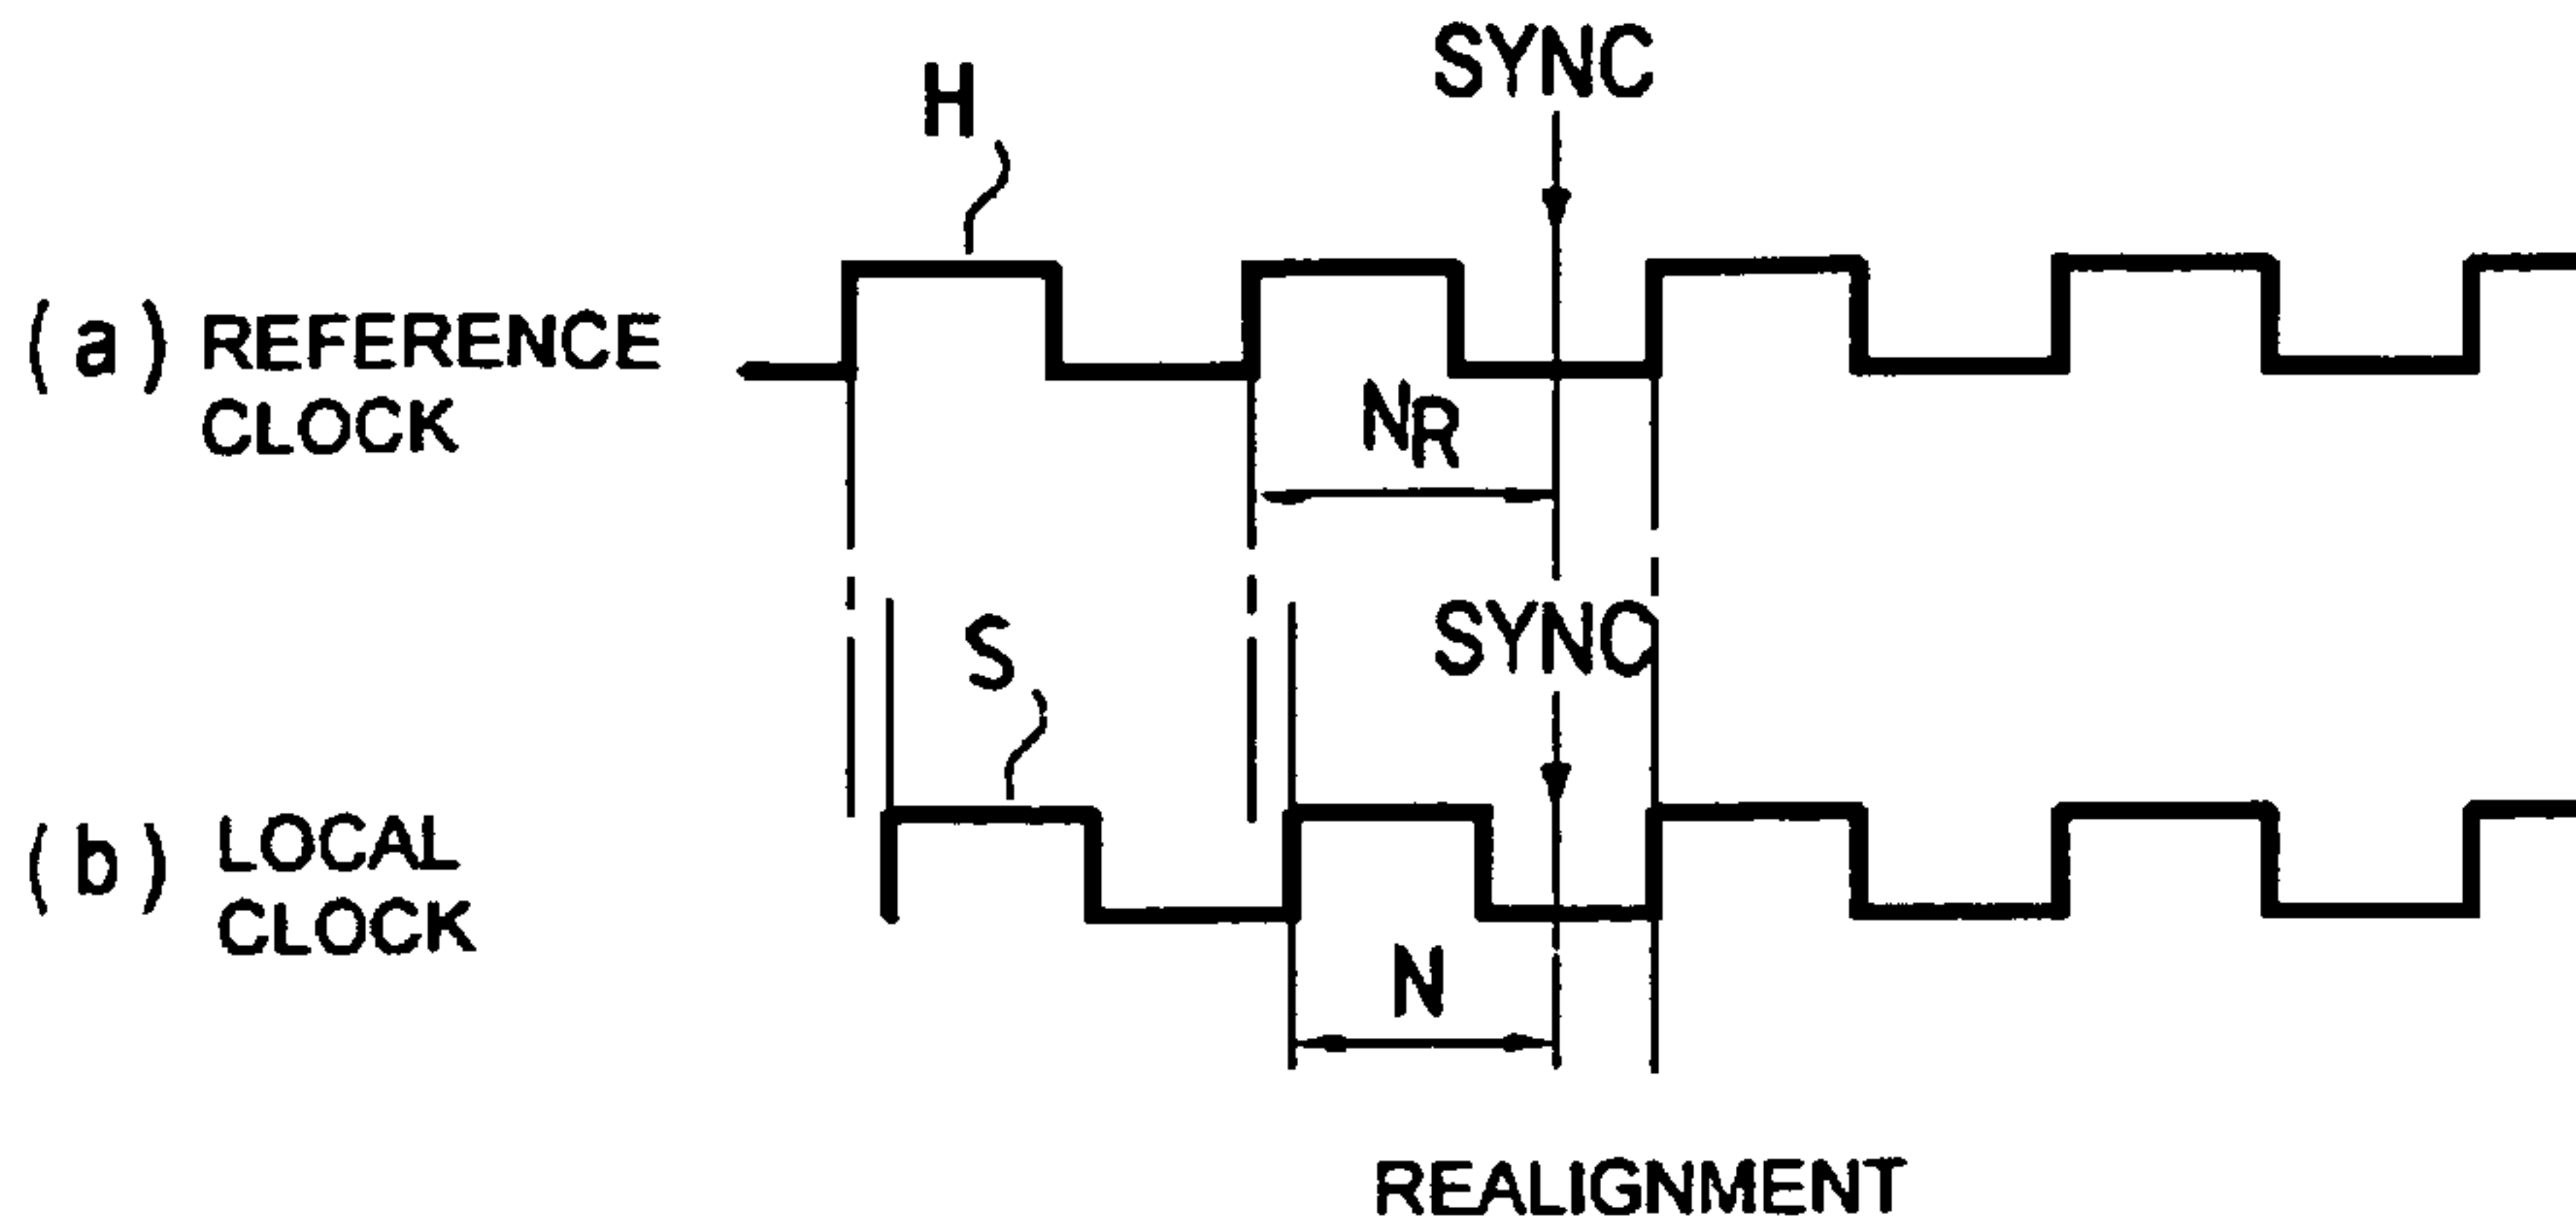 SYNC
H
(a) REFERENCE
CLOCK
NR
SYNC
S
(b) LOCAL
CLOCK
N
REALIGNMENT